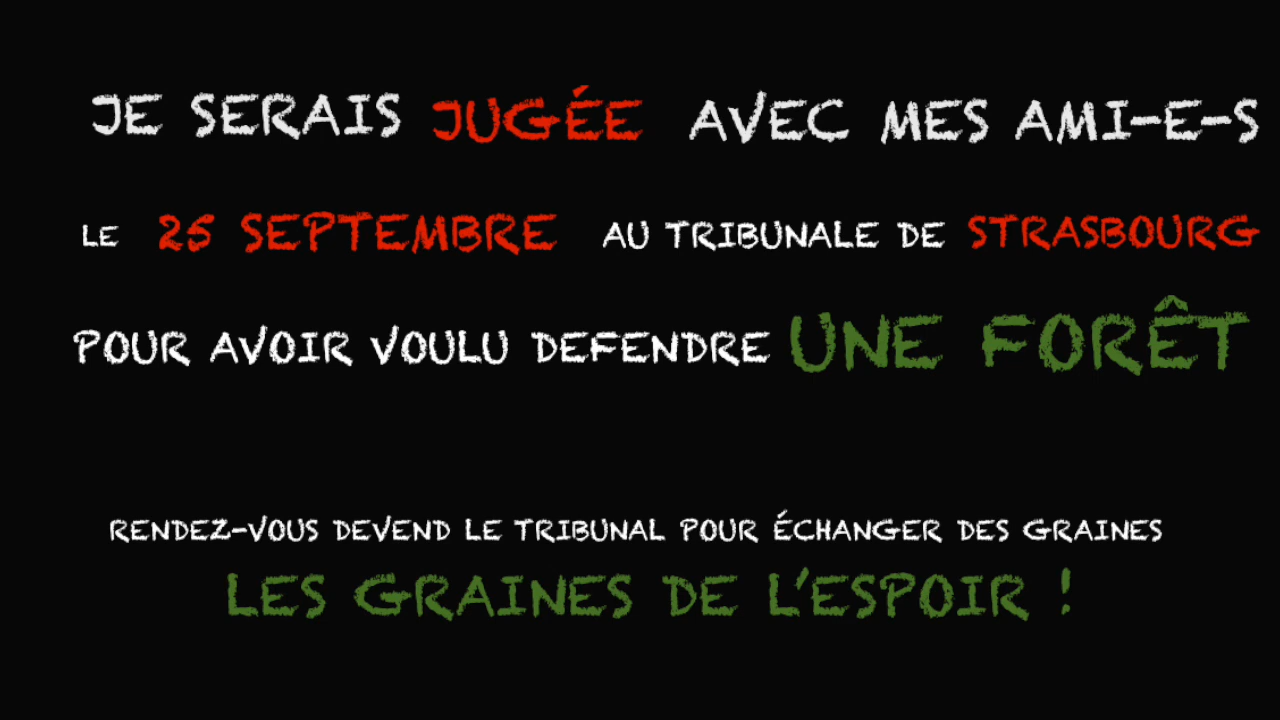 JE SERAIS JUGÉE AVEC MES AMI-E-S
LE 25 SEPTEMBRE AU TRIBUNALE DE STRASBOURG
POUR AVOIR VOULU DEFENDRE UNE FORÊT
RENDEZ-VOUS DEVEND LE TRIBUNAL POUR ÉCHANGER DES GRAINES
LES GRAINES DE L'ESPOIR !